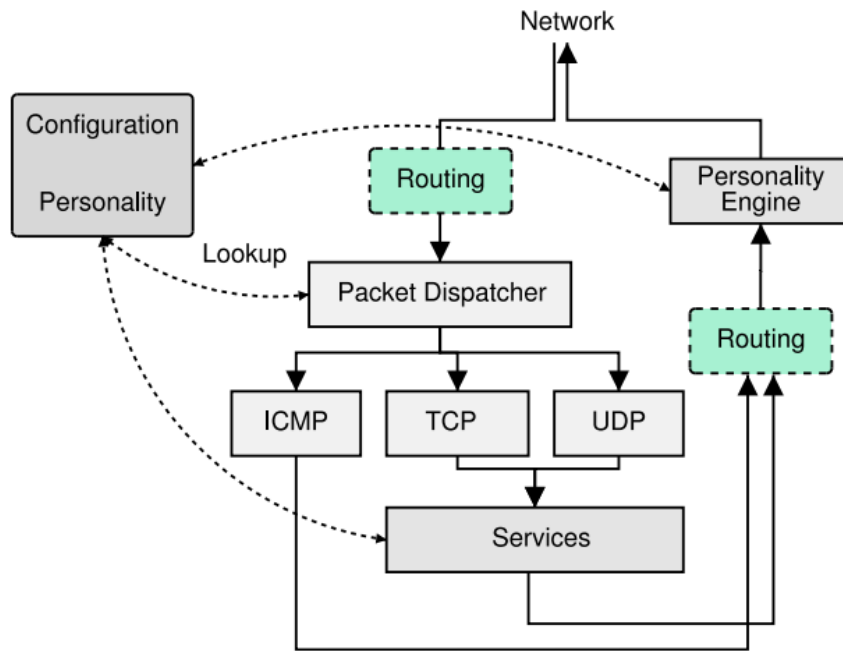 Network
Configuration
Personality
Routing
Personality
Engine
Lookup
Packet Dispatcher
Routing
ICMP
TCP
UDP
Services